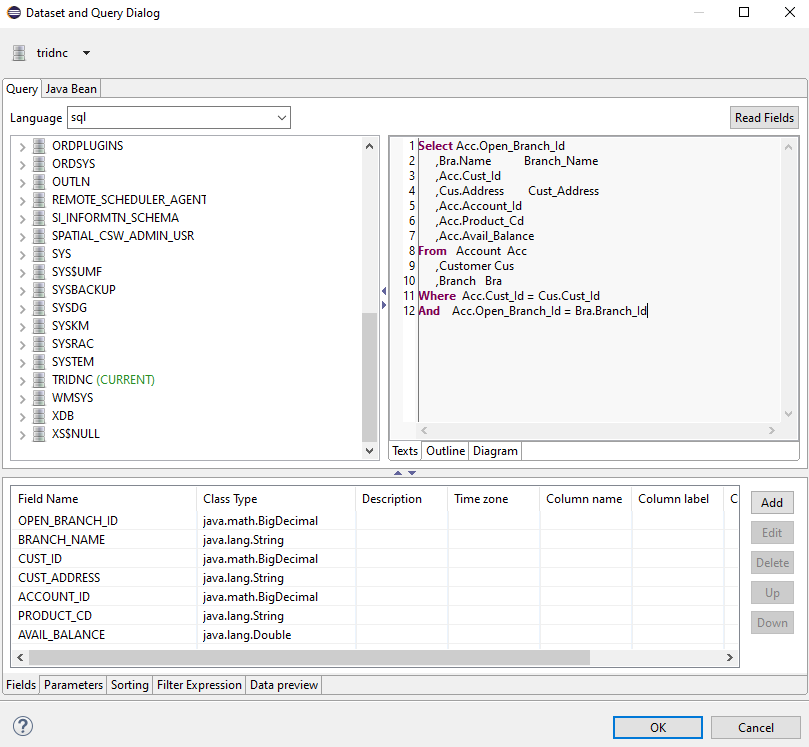 Dataset and Query Dialog
tridnc
Query Java Bean
Language sql Read Fields
ORDPLUGINS
ORDSYS
OUTLN
REMOTE_SCHEDULER_AGENT
SI_INFORMTN_SCHEMA
SPATIAL_CSW_ADMIN_USR
SYS
SYS$UMF
SYSBACKUP
SYSDG
SYSKM
SYSRAC
SYSTEM
TRIDNC (CURRENT)
WMSYS
XDB
XS$NULL
1 Select Acc.Open_Branch_Id
2 ,Bra.Name Branch_Name
3 ,Acc.Cust_Id
4 ,Cus.Address Cust_Address
5 ,Acc.Account_Id
6 ,Acc.Product_Cd
7 ,Acc.Avail_Balance
8 From Account Acc
9 ,Customer Cus
10 ,Branch Bra
11 Where Acc.Cust_Id = Cus.Cust_Id
12 And Acc.Open_Branch_Id = Bra.Branch_Id
Texts Outline Diagram
Field Name Class Type Description Time zone Column name Column label C
OPEN_BRANCH_ID java.math.BigDecimal
BRANCH_NAME java.lang.String
CUST_ID java.math.BigDecimal
CUST_ADDRESS java.lang.String
ACCOUNT_ID java.math.BigDecimal
PRODUCT_CD java.lang.String
AVAIL_BALANCE java.lang.Double
Add
Edit
Delete
Up
Down
Fields Parameters Sorting Filter Expression Data preview
? OK Cancel